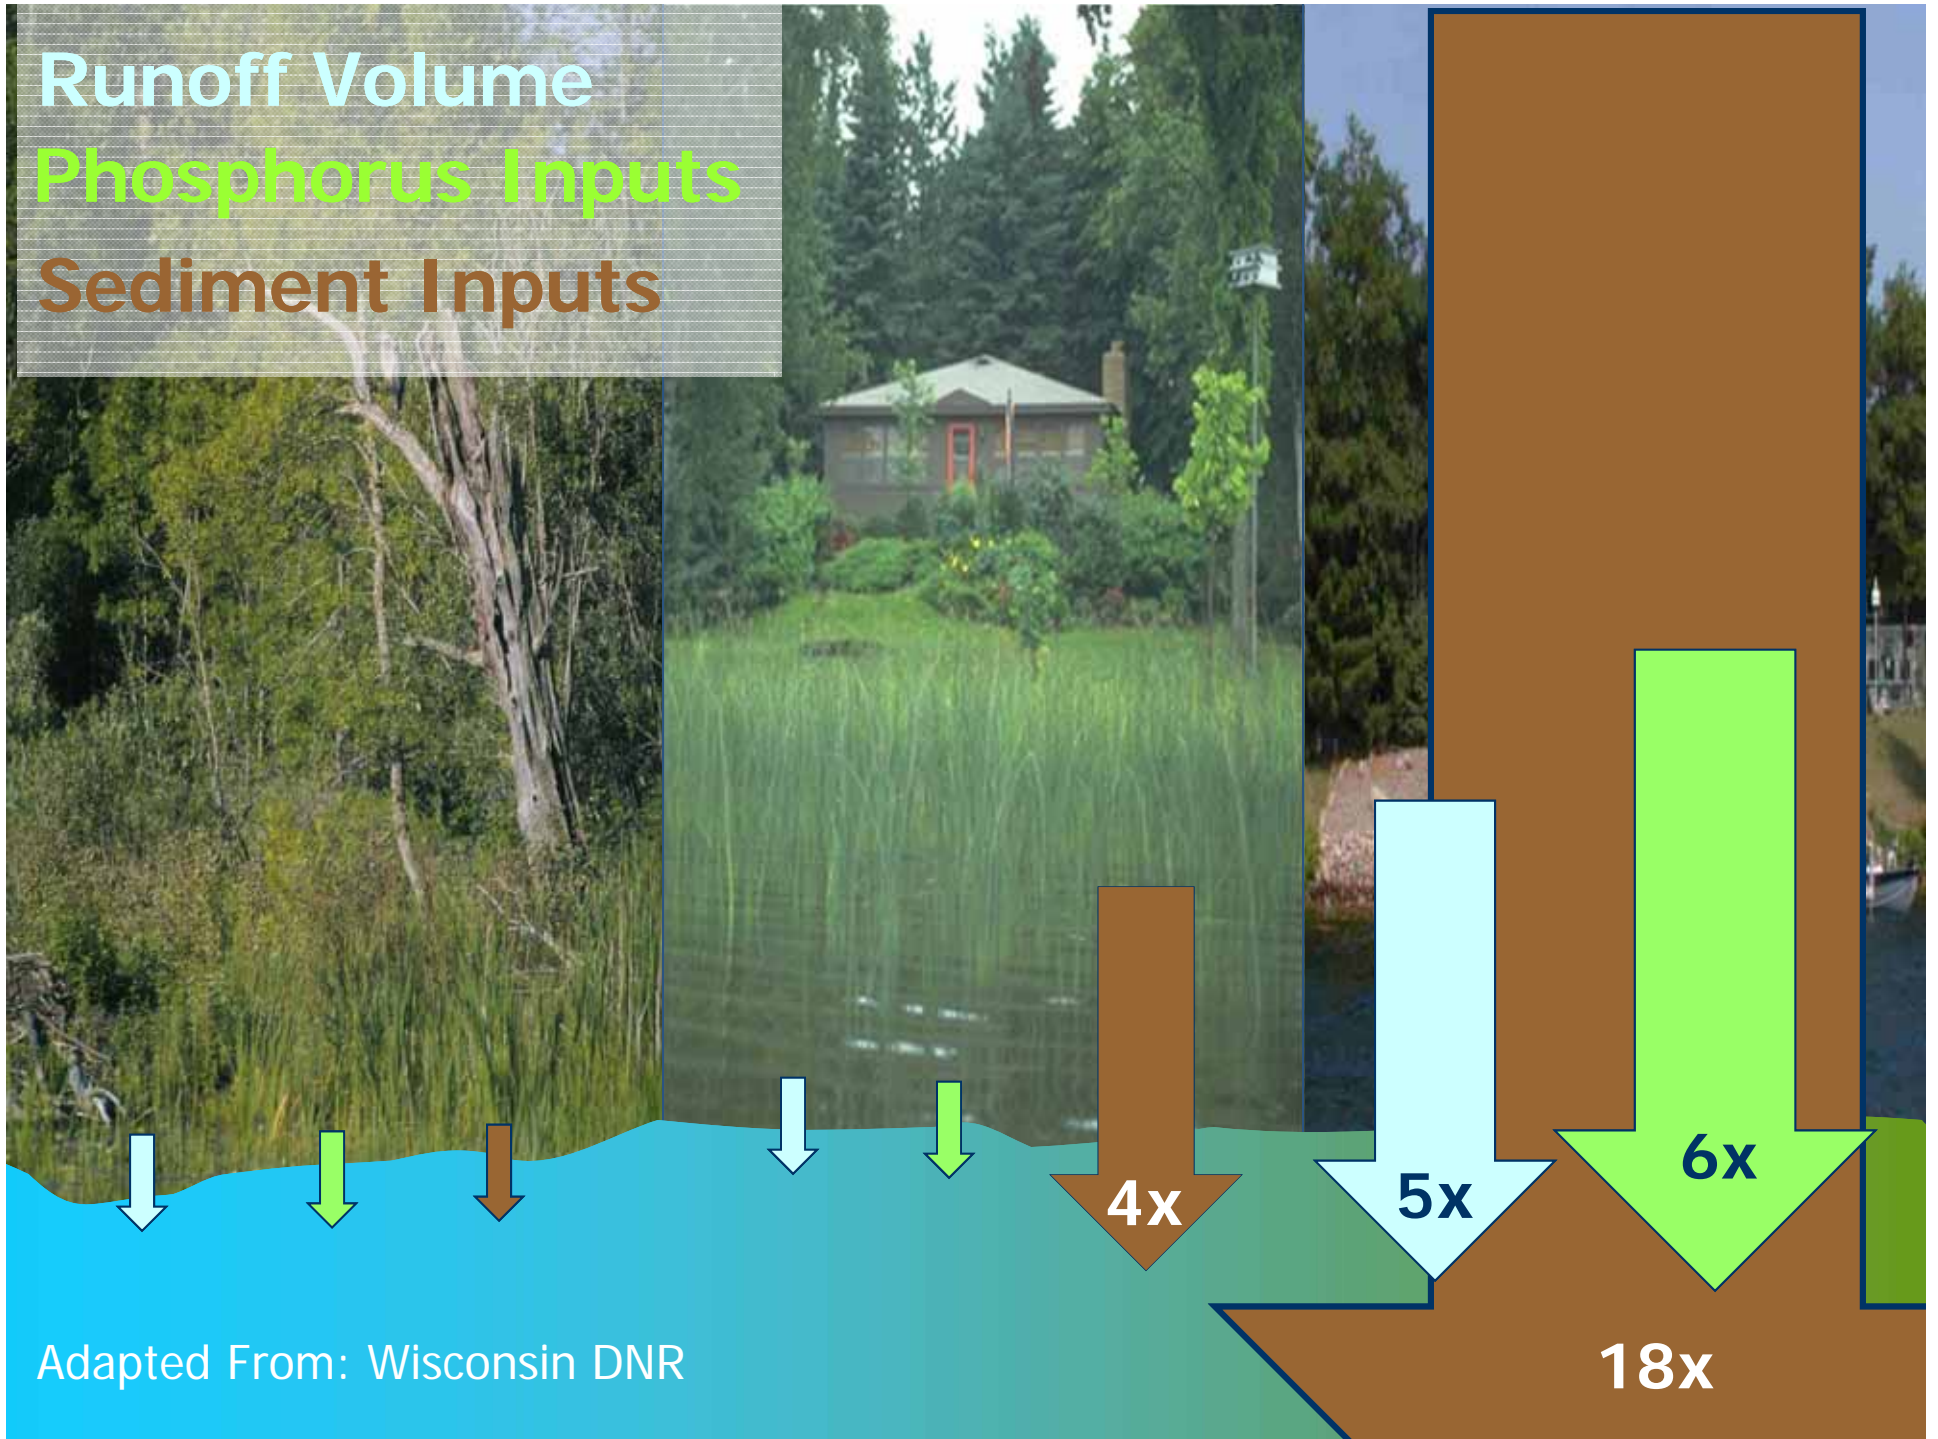 Runoff Volume
Phosphorus Inputs
Sediment Inputs
4x
5x
6x
18x
Adapted From: Wisconsin DNR